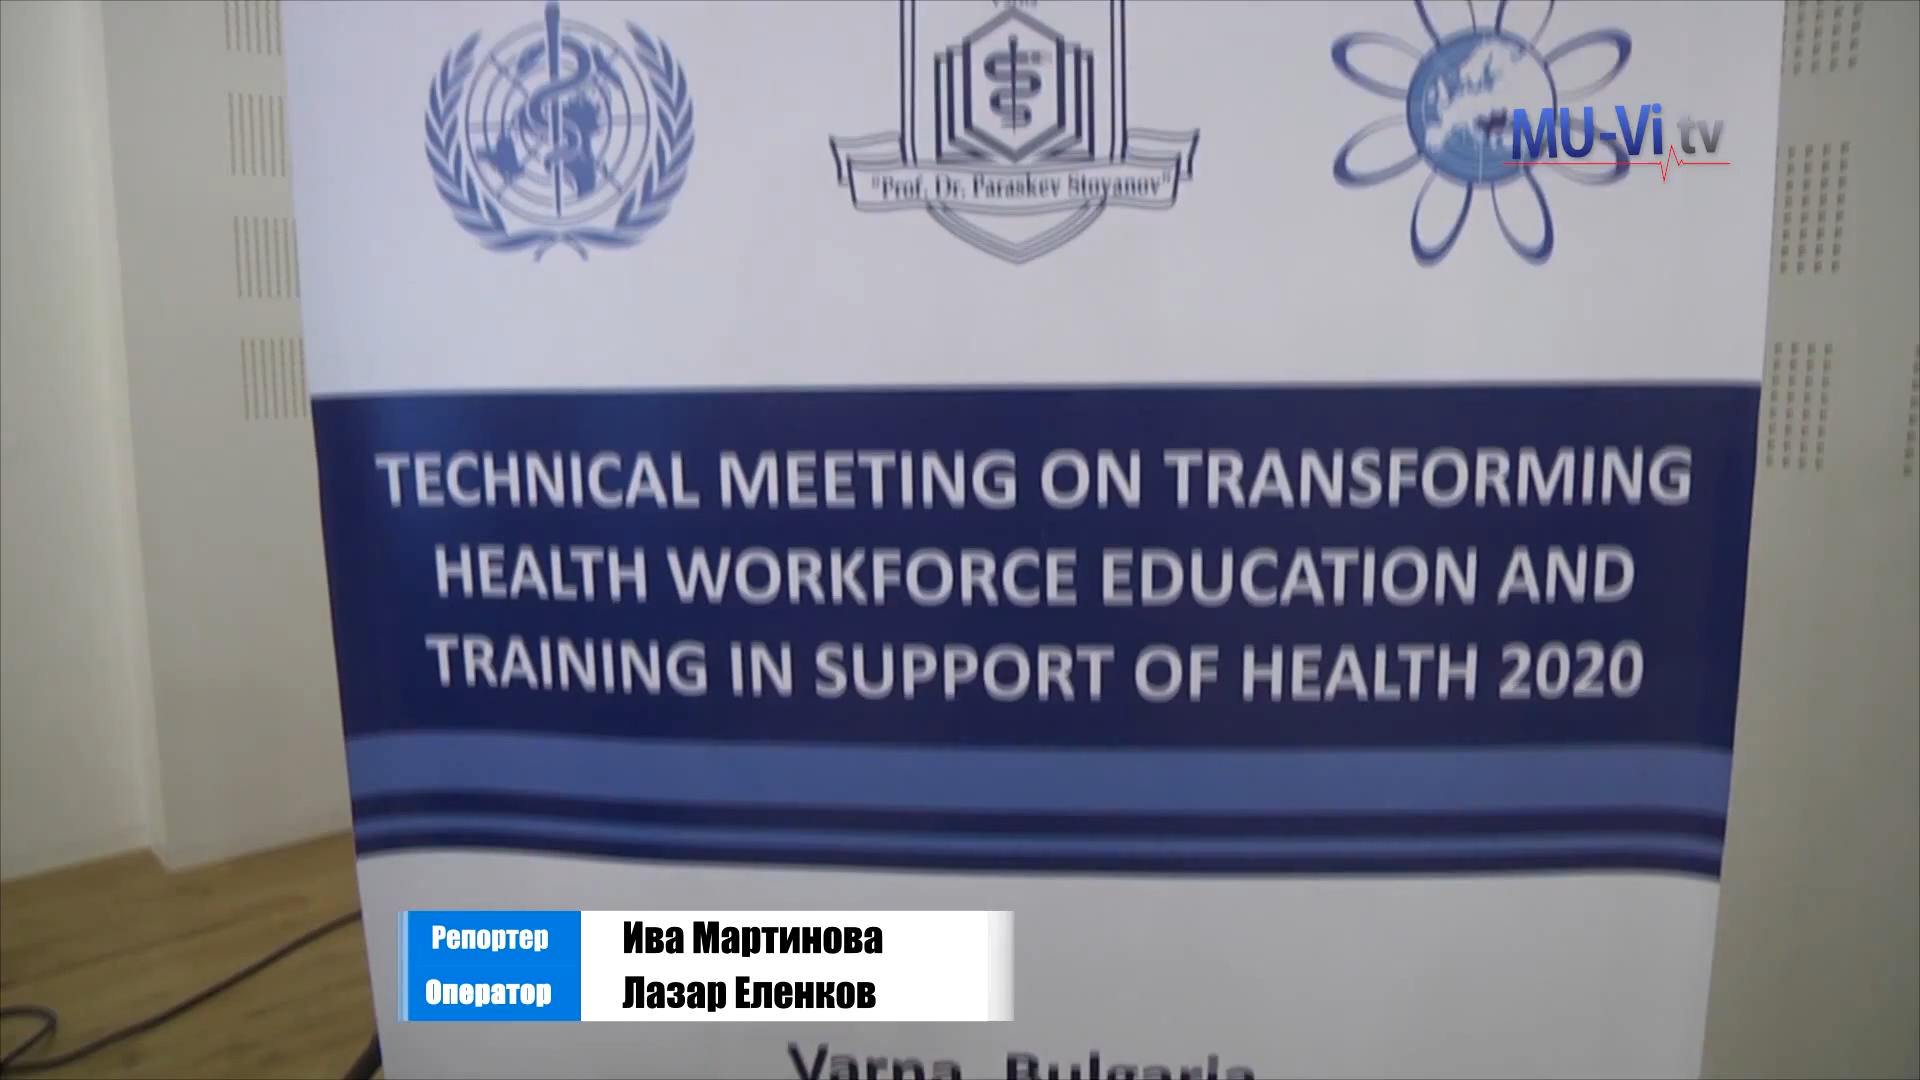 "Prof. Dr. Paraskev Stoyanov"
MU-Vi.tv
TECHNICAL MEETING ON TRANSFORMING
HEALTH WORKFORCE EDUCATION AND
TRAINING IN SUPPORT OF HEALTH 2020
Репортер Ива Мартинова
Оператор Лазар Еленков
Varna, Bulgaria